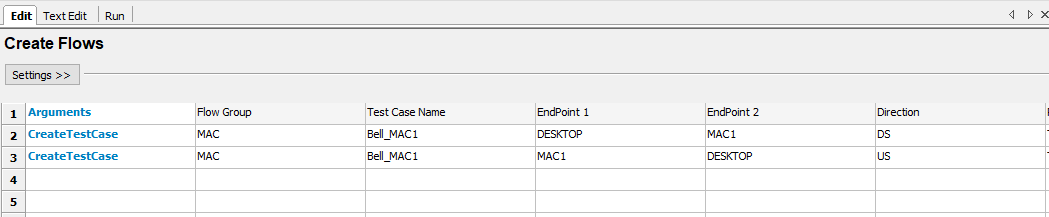 Edit Text Edit Run
Create Flows
Settings >>
1 Arguments Flow Group Test Case Name EndPoint 1 EndPoint 2 Direction
2 CreateTestCase MAC Bell_MAC1 DESKTOP MAC1 DS
3 CreateTestCase MAC Bell_MAC1 MAC1 DESKTOP US
4
5